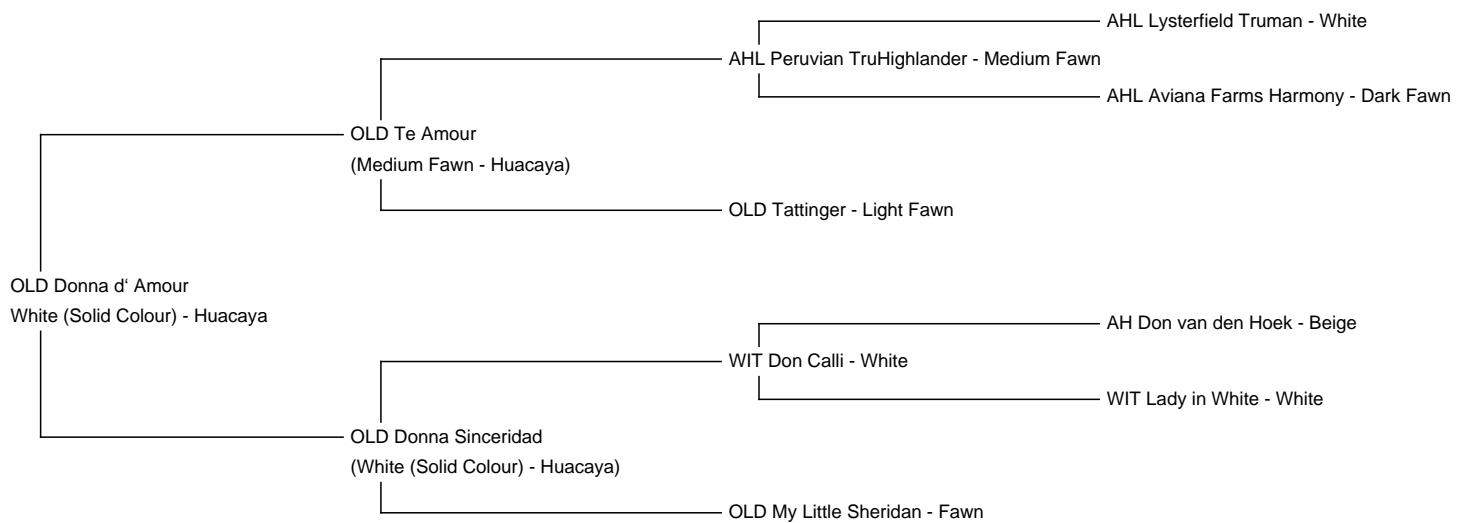 AHL Lysterfield Truman - White
AHL Peruvian TruHighlander - Medium Fawn
AHL Aviana Farms Harmony - Dark Fawn
OLD Te Amour
(Medium Fawn - Huacaya)
OLD Tattinger - Light Fawn
OLD Donna d‘ Amour
White (Solid Colour) - Huacaya
AH Don van den Hoek - Beige
WIT Don Calli - White
WIT Lady in White - White
OLD Donna Sinceridad
(White (Solid Colour) - Huacaya)
OLD My Little Sheridan - Fawn